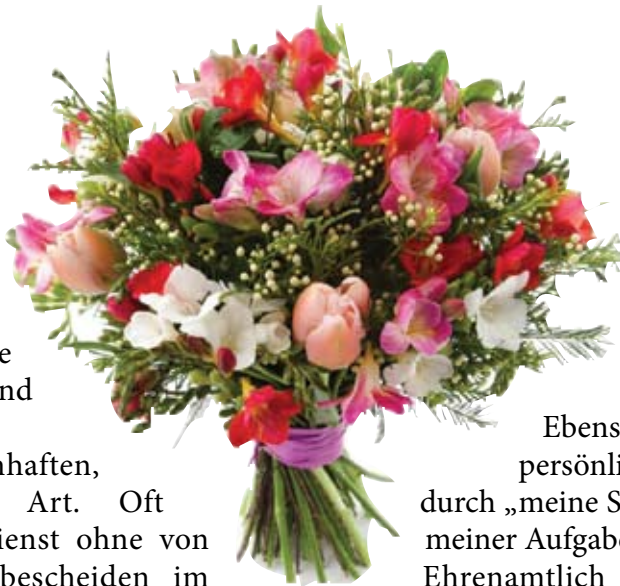 e
nd
nhaften,
Art. Oft
ienst ohne von
bescheiden im
Ebens
persönli
durch „meine S
meiner Aufgabe
Ehrenamtlich